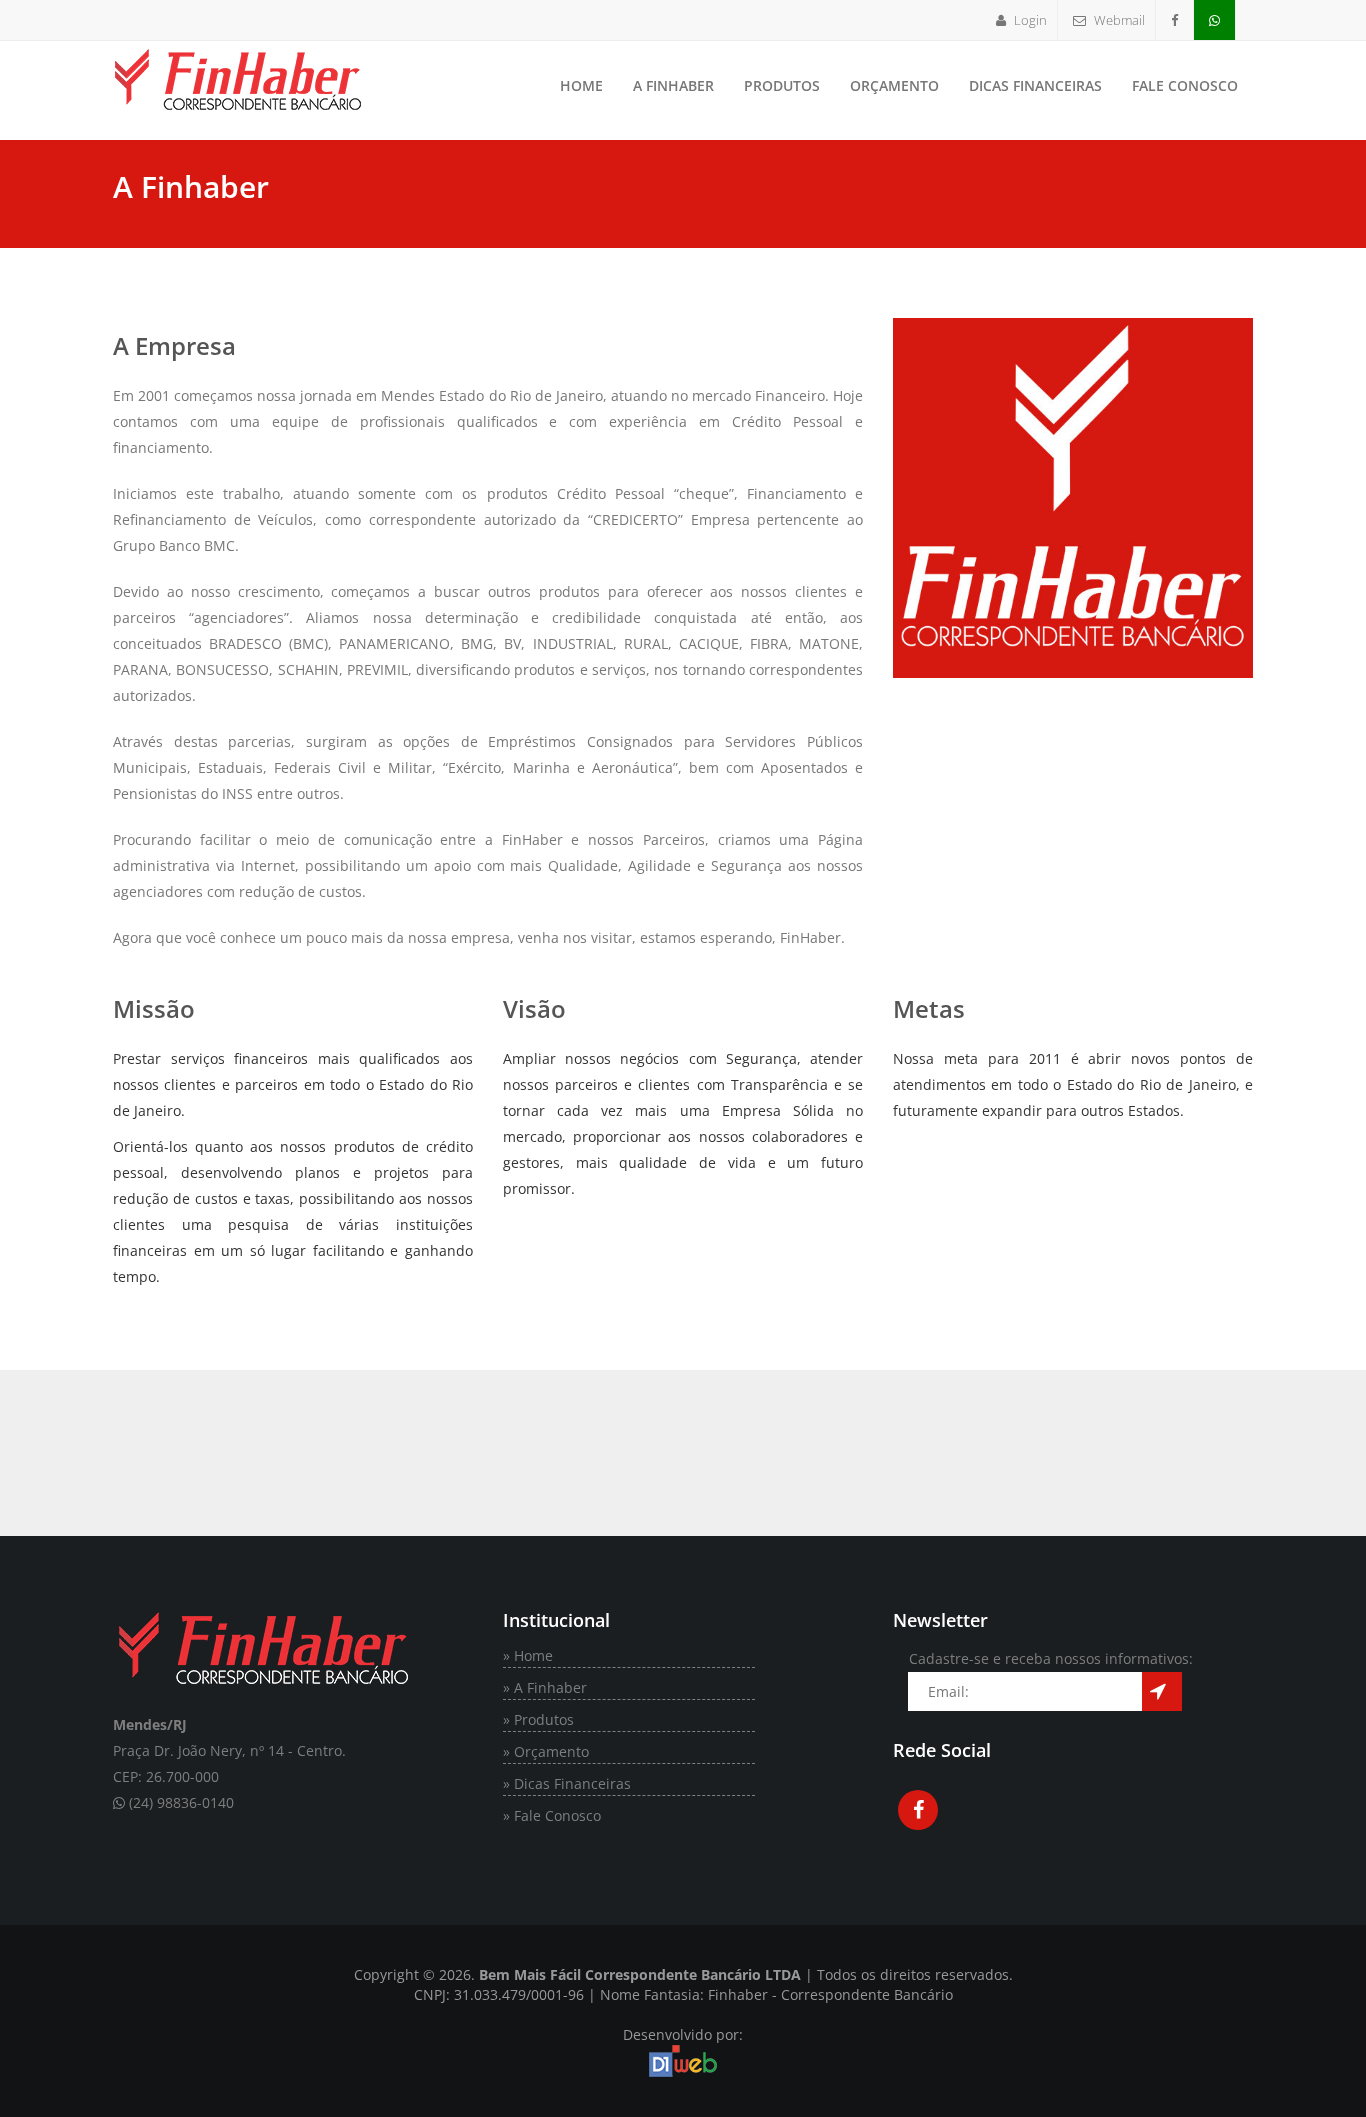 Login
Webmail
FinHaber
CORRESPONDENTE BANCÁRIO
HOME
A FINHABER
PRODUTOS
ORÇAMENTO
DICAS FINANCEIRAS
FALE CONOSCO
A Finhaber
A Empresa
Em 2001 começamos nossa jornada em Mendes Estado do Rio de Janeiro, atuando no mercado Financeiro. Hoje
contamos com uma equipe de profissionais qualificados e com experiência em Crédito Pessoal e
financiamento.
Iniciamos este trabalho, atuando somente com os produtos Crédito Pessoal “cheque”, Financiamento e
Refinanciamento de Veículos, como correspondente autorizado da “CREDICERTO” Empresa pertencente ao
Grupo Banco BMC.
Devido ao nosso crescimento, começamos a buscar outros produtos para oferecer aos nossos clientes e
parceiros “agenciadores”. Aliamos nossa determinação e credibilidade conquistada até então, aos
conceituados BRADESCO (BMC), PANAMERICANO, BMG, BV, INDUSTRIAL, RURAL, CACIQUE, FIBRA, MATONE,
PARANA, BONSUCESSO, SCHAHIN, PREVIMIL, diversificando produtos e serviços, nos tornando correspondentes
autorizados.
Através destas parcerias, surgiram as opções de Empréstimos Consignados para Servidores Públicos
Municipais, Estaduais, Federais Civil e Militar, “Exército, Marinha e Aeronáutica”, bem com Aposentados e
Pensionistas do INSS entre outros.
Procurando facilitar o meio de comunicação entre a FinHaber e nossos Parceiros, criamos uma Página
administrativa via Internet, possibilitando um apoio com mais Qualidade, Agilidade e Segurança aos nossos
agenciadores com redução de custos.
Agora que você conhece um pouco mais da nossa empresa, venha nos visitar, estamos esperando, FinHaber.
FinHaber
CORRESPONDENTE BANCÁRIO
Missão
Prestar serviços financeiros mais qualificados aos
nossos clientes e parceiros em todo o Estado do Rio
de Janeiro.
Orientá-los quanto aos nossos produtos de crédito
pessoal, desenvolvendo planos e projetos para
redução de custos e taxas, possibilitando aos nossos
clientes uma pesquisa de várias instituições
financeiras em um só lugar facilitando e ganhando
tempo.
Visão
Ampliar nossos negócios com Segurança, atender
nossos parceiros e clientes com Transparência e se
tornar cada vez mais uma Empresa Sólida no
mercado, proporcionar aos nossos colaboradores e
gestores, mais qualidade de vida e um futuro
promissor.
Metas
Nossa meta para 2011 é abrir novos pontos de
atendimentos em todo o Estado do Rio de Janeiro, e
futuramente expandir para outros Estados.
FinHaber
CORRESPONDENTE BANCÁRIO
Mendes/RJ
Praça Dr. João Nery, nº 14 - Centro.
CEP: 26.700-000
(24) 98836-0140
Institucional
» Home
» A Finhaber
» Produtos
» Orçamento
» Dicas Financeiras
» Fale Conosco
Newsletter
Cadastre-se e receba nossos informativos:
Email:
Rede Social
Copyright © 2026. Bem Mais Fácil Correspondente Bancário LTDA | Todos os direitos reservados.
CNPJ: 31.033.479/0001-96 | Nome Fantasia: Finhaber - Correspondente Bancário
Desenvolvido por:
D1web